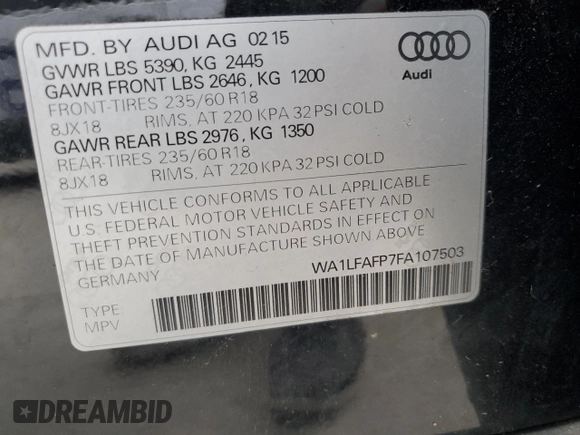 MFD. BY AUDI AG 02 15
GVWR LBS 5390, KG 2445
GAWR FRONT LBS 2646, KG 1200
FRONT-TIRES 235/60 R18
8JX18 RIMS, AT 220 KPA 32 PSI COLD
GAWR REAR LBS 2976, KG 1350
REAR-TIRES 235/60 R18
8JX18 RIMS, AT 220 KPA 32 PSI COLD
Audi
THIS VEHICLE CONFORMS TO ALL APPLICABLE
U.S. FEDERAL MOTOR VEHICLE SAFETY AND
THEFT PREVENTION STANDARDS IN EFFECT ON
THE DATE OF MANUFACTURE SHOWN ABOVE
GERMANY
WA1LFAFP7FA107503
TYPE:
MPV
DREAMBID